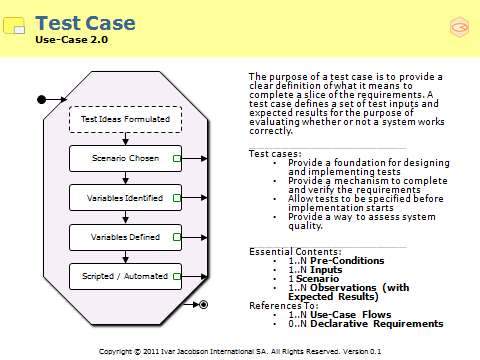 Test Case
Use-Case 2.0
Test Ideas Formulated
Scenario Chosen
Variables Identified
Variables Defined
Scripted / Automated
The purpose of a test case is to provide a
clear definition of what it means to
complete a slice of the requirements. A
test case defines a set of test inputs and
expected results for the purpose of
evaluating whether or not a system works
correctly.
Test cases:
• Provide a foundation for designing
and implementing tests
• Provide a mechanism to complete
and verify the requirements
• Allow tests to be specified before
implementation starts
• Provide a way to assess system
quality.
Essential Contents:
• 1..N Pre-Conditions
• 1..N Inputs
• 1 Scenario
• 1..N Observations (with
Expected Results)
References To:
• 1..N Use-Case Flows
• 0..N Declarative Requirements
Copyright © 2011 Ivar Jacobson International SA. All Rights Reserved. Version 0.1